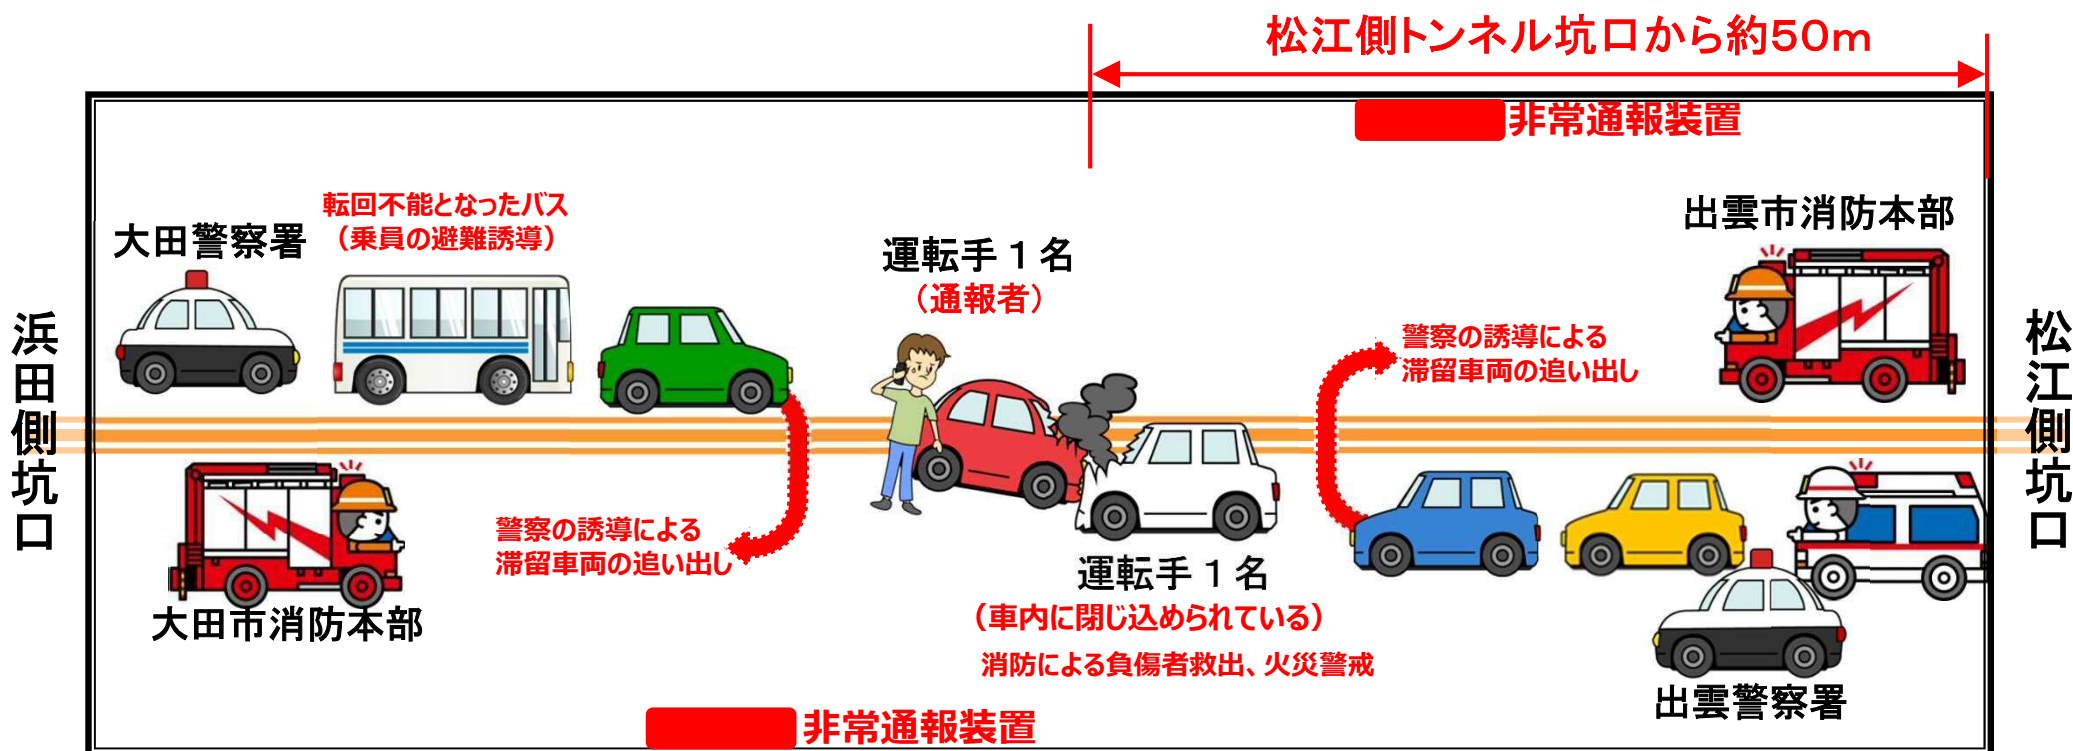 松江側トンネル坑口から約50m
非常通報装置
転回不能となったバス
（乗員の避難誘導）
大田警察署
運転手１名
（通報者）
出雲市消防本部
警察の誘導による
滞留車両の追い出し
浜田側坑口
松江側坑口
警察の誘導による
滞留車両の追い出し
大田市消防本部
運転手１名
（車内に閉じ込められている）
消防による負傷者救出、火災警戒
出雲警察署
非常通報装置